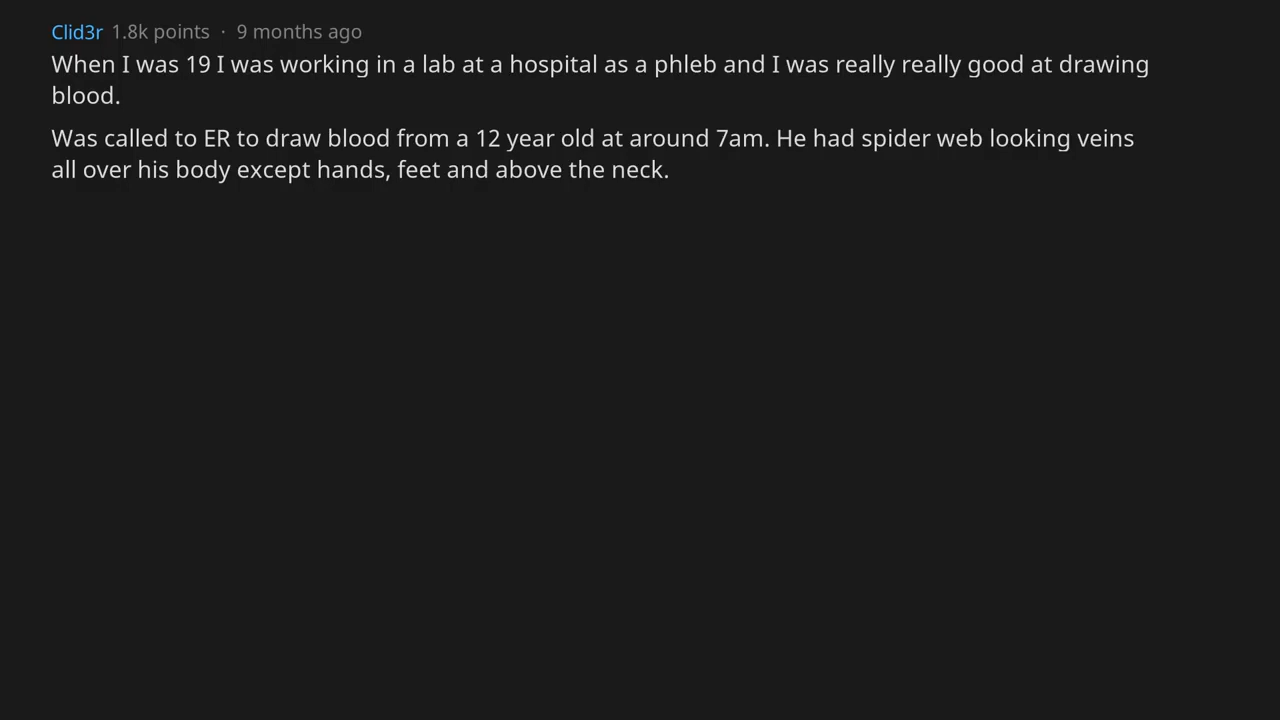 Clid3r 1.8k points · 9 months ago
When I was 19 I was working in a lab at a hospital as a phleb and I was really really good at drawing
blood.
Was called to ER to draw blood from a 12 year old at around 7am. He had spider web looking veins
all over his body except hands, feet and above the neck.